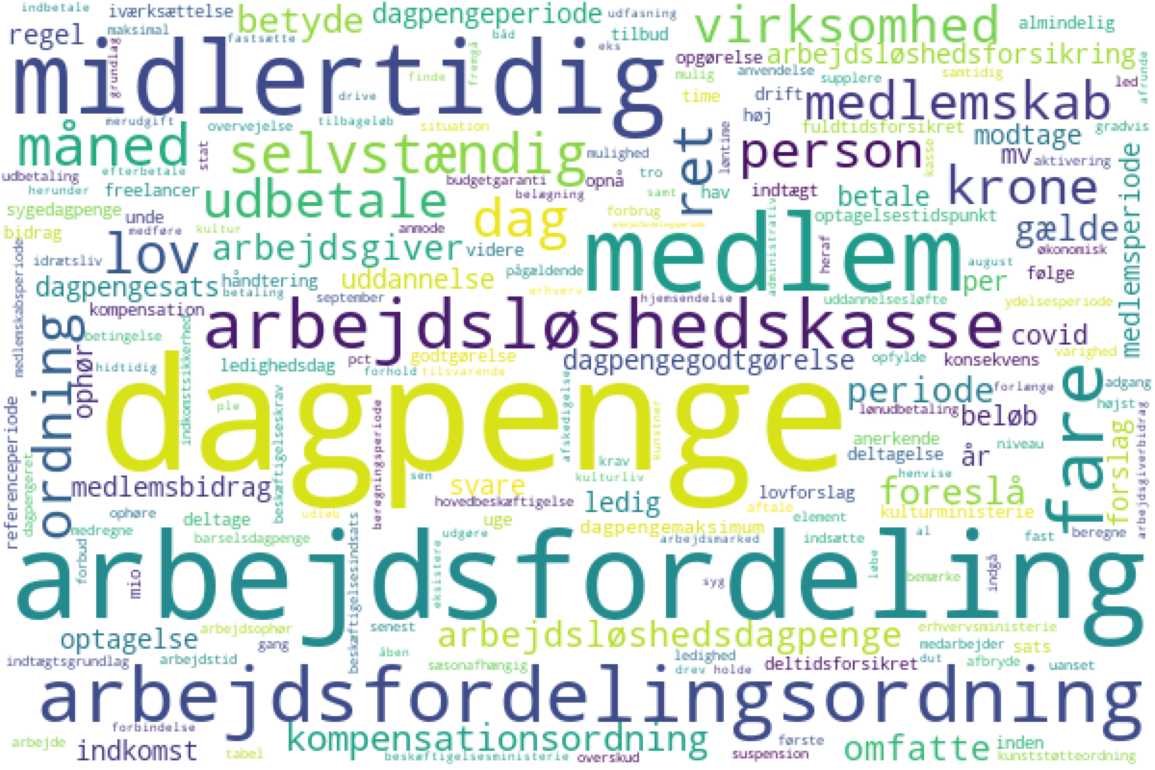 indbetale
iværksættelse
betyde
dagpengeperiode
udfasning
virksomhed
almindelig
regel
maksimal
fastsætte
båd
tilbud
eks
midlertidig
grundlag
fremgå
finde
drive
opgørelse
arbejdsløshedsforsikring
mulig
anvendelse
supplere
samtidig
led
afrunde
time
drift
høj
medlemskab
måned
merudgift
overvejelse
tilbageløb
situation
fuldtidsforsikret
modtage
gradvis
efterbetale
stat
selvstændig
mulighed
ret
løntime
person
kasse
mv
aktivering
udbetaling
herunder
freelancer
budgetgaranti
opnå
tro
indtægt
betale
krone
medlemsperiode
sygedagpenge
unde
udbetale
belægning
samt
hav
bidrag
medføre
kultur
anmode
dag
forbrug
arbejdsfordelingsperiode
optagelsestidspunkt
gælde
idrætsliv
lov
arbejdsgiver
videre
medlem
administrativ
heraf
økonomisk
august
per
følge
håndtering
uddannelse
pågældende
dagpengesats
betaling
erhverv
medlemskabsperiode
kompensation
september
hjemsendelse
uddannelsesløfte
ydelsesperiode
ordning
betingelse
arbejdsløshedskasse
covid
ophør
hidtidig
indkomstsikkerhed
ledighedsdag
pct
godtgørelse
dagpengegodtgørelse
opfylde
konsekvens
varighed
forhold
tilsvarende
dagpenge
periode
forlænge
adgang
fare
ple
afskedigelse
kunstner
lønudbetaling
beløb
højst
referenceperiode
beskæftigelseskrav
beregningsperiode
anerkende
niveau
forslag
arbejdsgiverbidrag
dagpengeret
krav
deltagelse
år
medlemsbidrag
sen
kulturliv
henvise
svare
hovedbeskæftigelse
ledig
lovforslag
foreslå
medregne
ophøre
udløb
aftale
kulturministerie
deltage
uge
dagpengemaksimum
element
al
beregne
barselsdagpenge
udgøre
arbejdsmarked
indsætte
fast
arbejdsfordeling
forbud
mio
beskæftigelsesindsats
eksistere
syg
løbe
bemærke
indgå
optagelse
arbejdsophør
senest
arbejdsløshedsdagpenge
erhvervsministerie
gang
åben
medarbejder
sats
indtægtsgrundlag
arbejdstid
sæsonafhængig
ledighed
deltidsforsikret
dut
afbryde
uanset
drev
holde
arbejdsfordelingsordning
forbindelse
arbejde
indkomst
tabel
kompensationsordning
beskæftigelsesministerie
overskud
første
suspension
omfatte
inden
kunststøtteordning